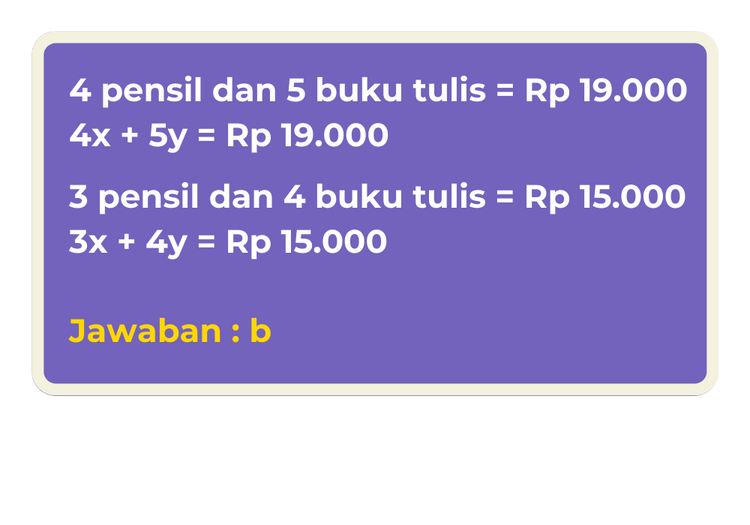 4 pensil dan 5 buku tulis = Rp 19.000
4x + 5y = Rp 19.000
3 pensil dan 4 buku tulis = Rp 15.000
3x + 4y = Rp 15.000
Jawaban : b